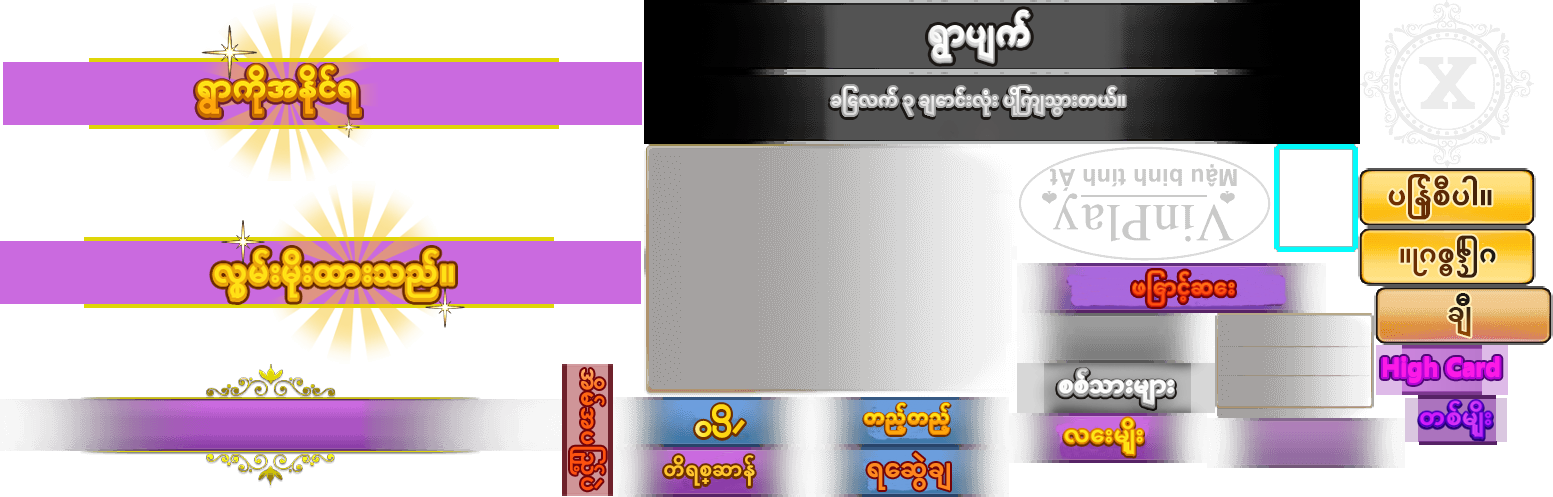 ရွာကိုအနိုင်ရ
ရွာပျက်
ခြေလက် ၃ ချောင်းလုံး ပြိုကျသွားတယ်။
X
Mậu binh tính Át
VinPlay
ပြန်စီပါ။
ချီ
လွှမ်းမိုးထားသည်။
ဖြောင့်ဆေး
စစ်သားများ
High Card
တစ်မျိုး
တည့်တည့်
လေးမျိုး
တိရစ္ဆာန်
ရဆွေဲချ